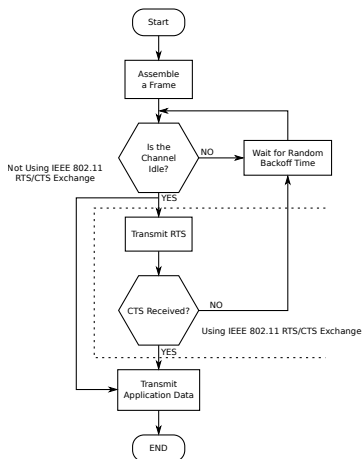 Start
Assemble
a Frame
Is the
Channel
Idle?
NO
Wait for Random
Backoff Time
Not Using IEEE 802.11
RTS/CTS Exchange
YES
Transmit RTS
CTS Received?
NO
Using IEEE 802.11 RTS/CTS Exchange
YES
Transmit
Application Data
END